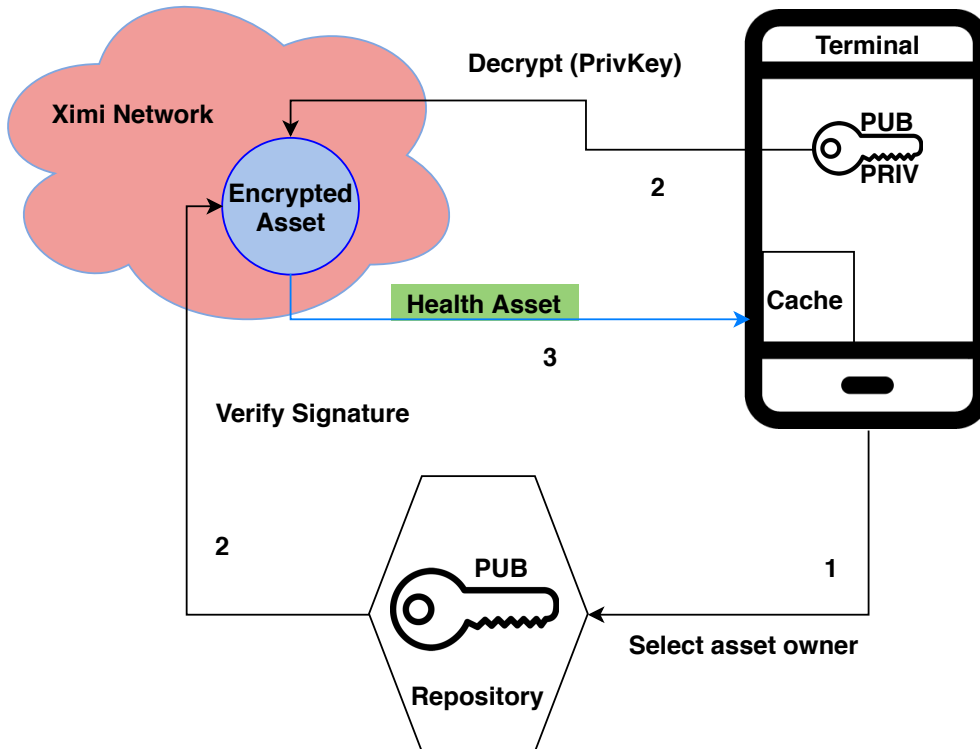 Terminal
Decrypt (PrivKey)
Ximi Network
PUB
PRIV
2
Encrypted
Asset
Health Asset
Cache
3
Verify Signature
2
PUB
1
Select asset owner
Repository